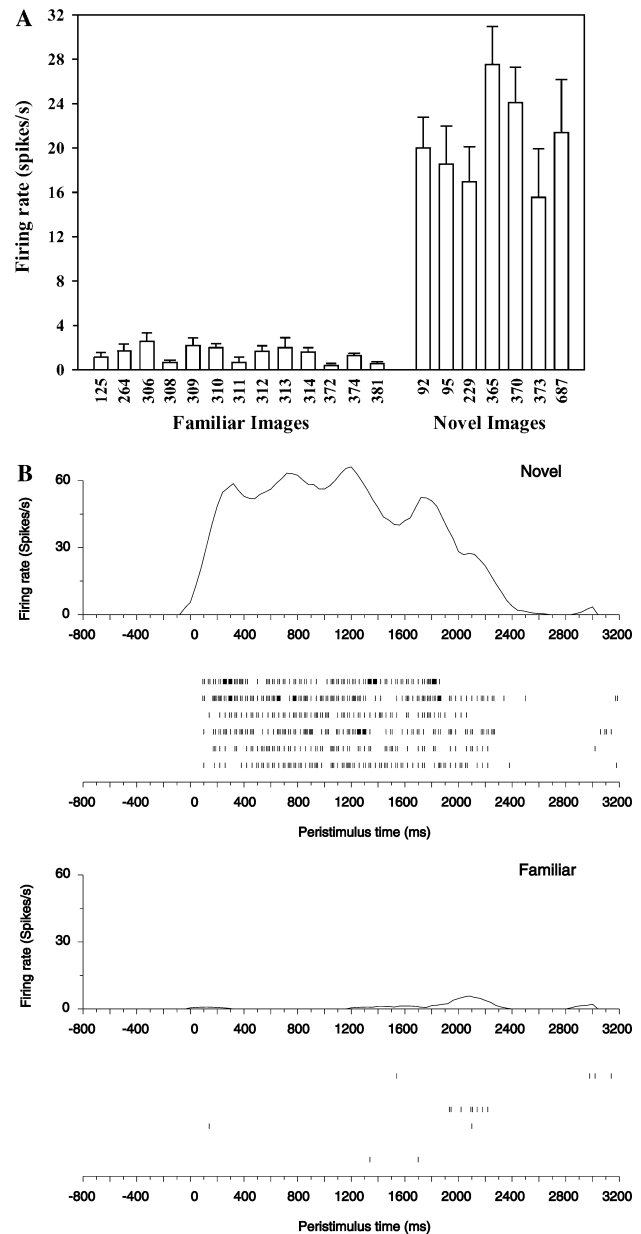 A
Firing rate (spikes/s)
32
28
24
20
16
12
8
4
0
125 264 306 308 309 310 311 312 313 314 372 374 381 92 95 229 365 370 373 687
Familiar Images Novel Images
B
Novel
Firing rate (Spikes/s)
60
30
0
-800 -400 0 400 800 1200 1600 2000 2400 2800 3200
-800 -400 0 400 800 1200 1600 2000 2400 2800 3200
Peristimulus time (ms)
Familiar
Firing rate (Spikes/s)
60
30
0
-800 -400 0 400 800 1200 1600 2000 2400 2800 3200
-800 -400 0 400 800 1200 1600 2000 2400 2800 3200
Peristimulus time (ms)